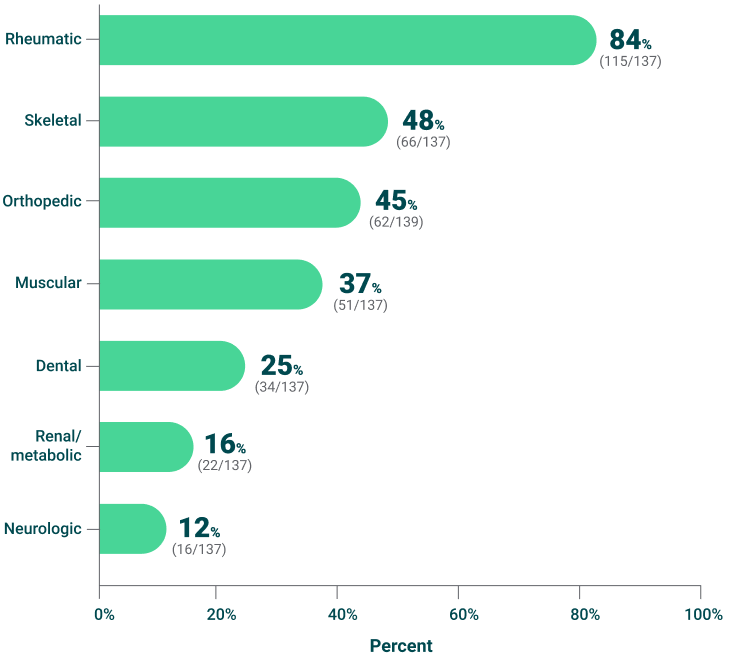 Rheumatic
84%
(115/137)
Skeletal
48%
(66/137)
Orthopedic
45%
(62/139)
Muscular
37%
(51/137)
Dental
25%
(34/137)
Renal/
metabolic
16%
(22/137)
Neurologic
12%
(16/137)
0% 20% 40% 60% 80% 100%
Percent